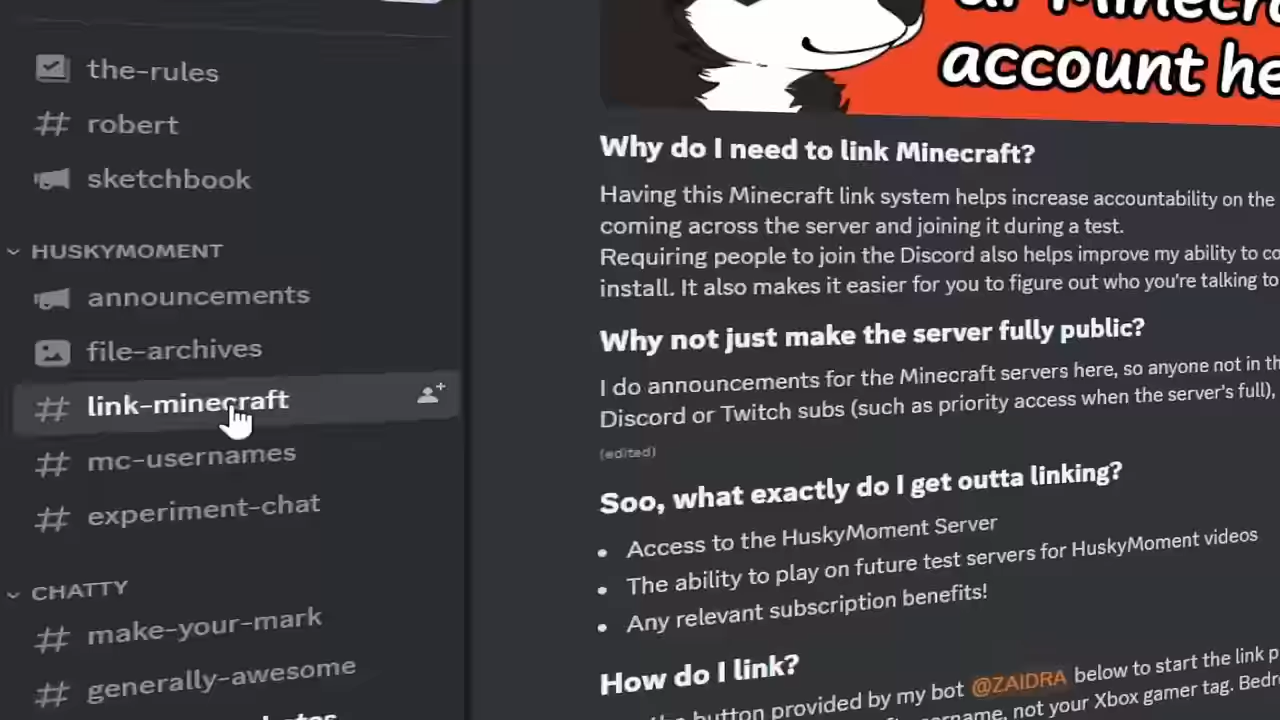 the-rules
robert
sketchbook
HUSKYMOMENT
announcements
file-archives
link-minecraft
mc-usernames
experiment-chat
CHATTY
make-your-mark
generally-awesome
account
Why do I need to link Minecraft?
Having this Minecraft link system helps increase accountability on the
coming across the server and joining it during a test.
Requiring people to join the Discord also helps improve my ability to
install. It also makes it easier for you to figure out who you're talking to
Why not just make the server fully public?
I do announcements for the Minecraft servers here, so anyone not in
Discord or Twitch subs (such as priority access when the server's full),
(edited)
Soo, what exactly do I get outta linking?
• Access to the HuskyMoment Server
• The ability to play on future test servers for HuskyMoment videos
• Any relevant subscription benefits!
How do I link?
button provided by my bot @ZAIDRA below to start the link
not your Xbox gamer tag.